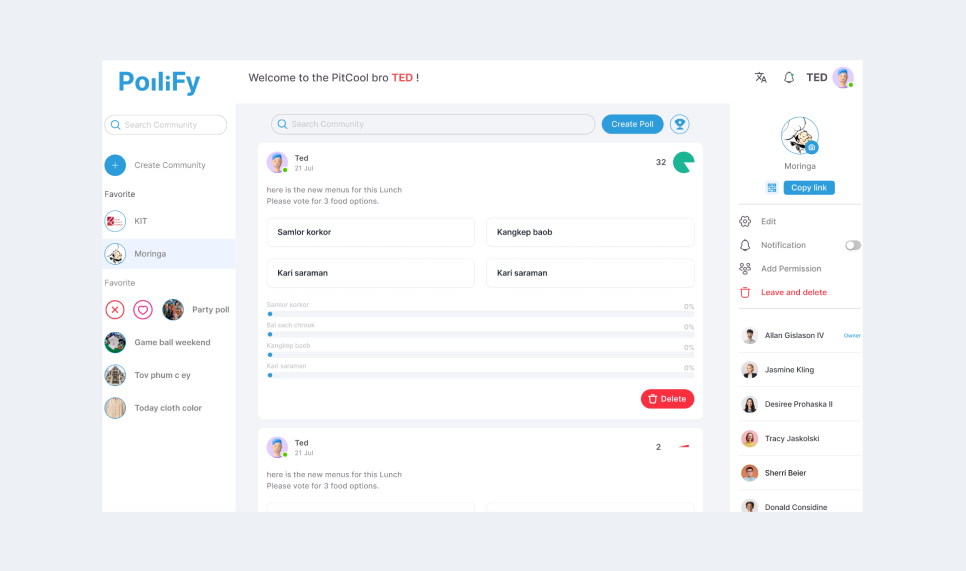 PolliFy
Welcome to the PitCool bro TED !
TED
Search Community
Create Community
Favorite
KIT
Moringa
Favorite
Party poll
Game ball weekend
Tov phum c ey
Today cloth color
Search Community
Create Poll
Ted
21 Jul
32
here is the new menus for this Lunch
Please vote for 3 food options.
Samlor korkor
Kangkep baob
Kari saraman
Kari saraman
Samlor korkor 0%
Bai sach chrouk 0%
Kangkep baob 0%
Kari saraman 0%
Delete
Ted
21 Jul
2
here is the new menus for this Lunch
Please vote for 3 food options.
Moringa
Copy link
Edit
Notification
Add Permission
Leave and delete
Allan Gislason IV Owner
Jasmine Kling
Desiree Prohaska II
Tracy Jaskolski
Sherri Beier
Donald Considine